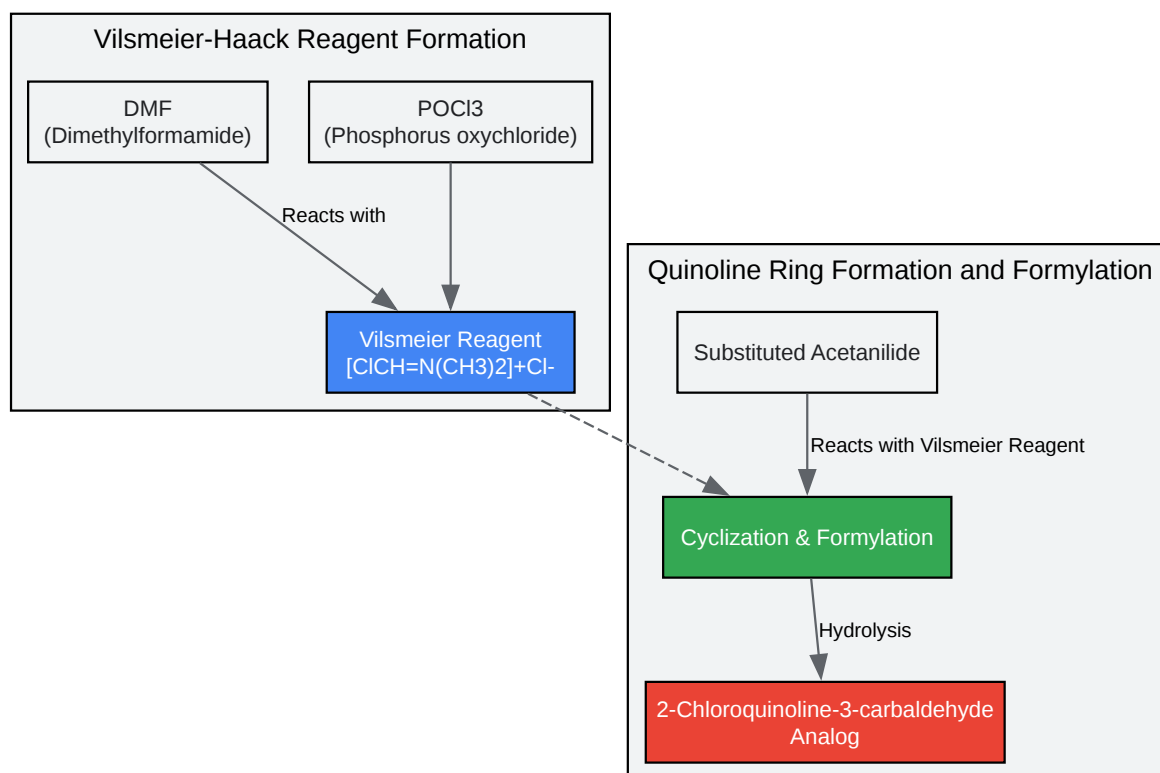 Vilsmeier-Haack Reagent Formation
DMF
(Dimethylformamide)
POCl3
(Phosphorus oxychloride)
Reacts with
Vilsmeier Reagent
[ClCH=N(CH3)2]+Cl-
Quinoline Ring Formation and Formylation
Substituted Acetanilide
Reacts with Vilsmeier Reagent
Cyclization & Formylation
Hydrolysis
2-Chloroquinoline-3-carbaldehyde
Analog